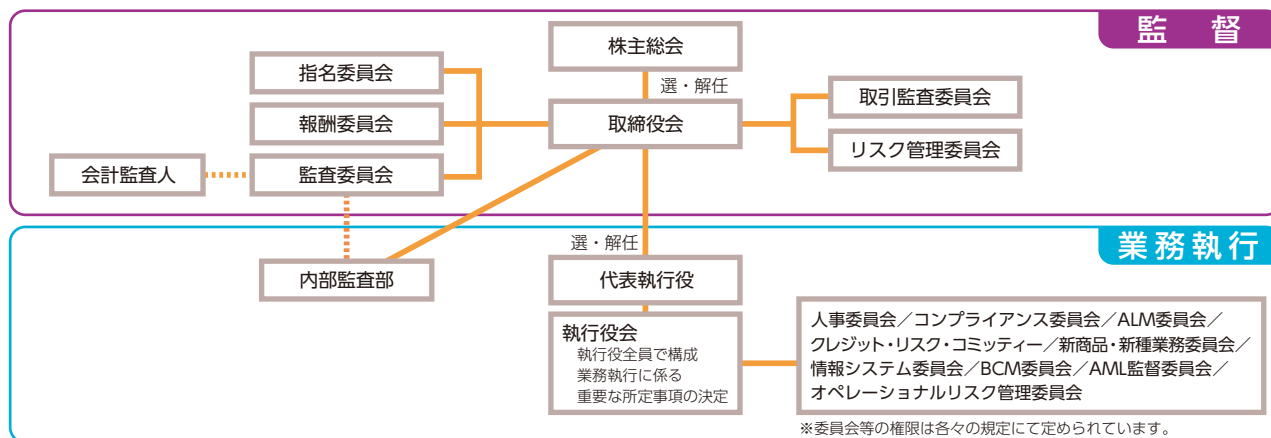 監 督
株主総会
選・解任
指名委員会
報酬委員会
会計監査人
監査委員会
取締役会
取引監査委員会
リスク管理委員会
業務執行
選・解任
内部監査部
代表執行役
執行役会
執行役全員で構成
業務執行に係る
重要な所定事項の決定
人事委員会／コンプライアンス委員会／ALM委員会／
クレジット・リスク・コミッティー／新商品・新種業務委員会／
情報システム委員会／BCM委員会／AML監督委員会／
オペレーショナルリスク管理委員会
※委員会等の権限は各々の規定にて定められています。